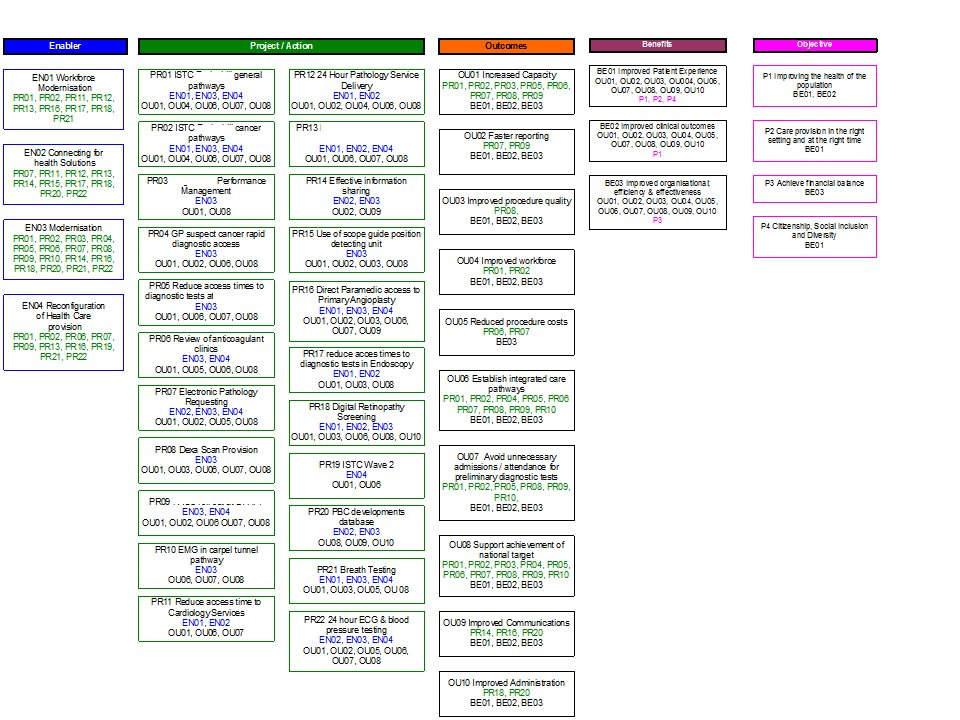 Enabler
Project / Action
Outcomes
Benefits
Objective
EN01 Workforce
Modernisation
PR01, PR02, PR11, PR12,
PR13, PR16, PR17, PR18,
PR21
EN02 Connecting for
health Solutions
PR07, PR11, PR12, PR13,
PR14, PR15, PR17, PR18,
PR20, PR22
EN03 Modernisation
PR01, PR02, PR03, PR04,
PR05, PR06, PR07, PR08,
PR09, PR10, PR14, PR16,
PR18, PR20, PR21, PR22
EN04 Reconfiguration
of Health Care
provision
PR01, PR02, PR06, PR07,
PR09, PR13, PR16, PR19,
PR21, PR22
PR01 ISTC general
pathways
EN01, EN03, EN04
OU01, OU04, OU06, OU07, OU08
PR02 ISTC cancer
pathways
EN01, EN03, EN04
OU01, OU04, OU06, OU07, OU08
PR03 Performance
Management
EN03
OU01, OU08
PR04 GP suspect cancer rapid
diagnostic access
EN03
OU01, OU02, OU06, OU08
PR05 Reduce access times to
diagnostic tests at
EN03
OU01, OU06, OU07, OU08
PR06 Review of anticoagulant
clinics
EN03, EN04
OU01, OU05, OU06, OU08
PR07 Electronic Pathology
Requesting
EN02, EN03, EN04
OU01, OU02, OU05, OU08
PR08 Dexa Scan Provision
EN03
OU01, OU03, OU06, OU07, OU08
PR09
EN03, EN04
OU01, OU02, OU06 OU07, OU08
PR10 EMG in carpel tunnel
pathway
EN03
OU06, OU07, OU08
PR11 Reduce access time to
Cardiology Services
EN01, EN02
OU01, OU06, OU07
PR12 24 Hour Pathology Service
Delivery
EN01, EN02
OU01, OU02, OU04, OU06, OU08
PR13
EN01, EN02, EN04
OU01, OU06, OU07, OU08
PR14 Effective information
sharing
EN02, EN03
OU02, OU09
PR15 Use of scope guide position
detecting unit
EN03
OU01, OU02, OU03, OU08
PR16 Direct Paramedic access to
Primary Angioplasty
EN01, EN03, EN04
OU01, OU02, OU03, OU06,
OU07, OU09
PR17 reduce acces times to
diagnostic tests in Endoscopy
EN01, EN02
OU01, OU03, OU08
PR18 Digital Retinopathy
Screening
EN01, EN02, EN03
OU01, OU03, OU06, OU08, OU10
PR19 ISTC Wave 2
EN04
OU01, OU06
PR20 PBC developments
database
EN02, EN03
OU08, OU09, OU10
PR21 Breath Testing
EN01, EN03, EN04
OU01, OU03, OU05, OU 08
PR22 24 hour ECG & blood
pressure testing
EN02, EN03, EN04
OU01, OU02, OU05, OU06,
OU07, OU08
OU01 Increased Capacity
PR01, PR02, PR03, PR05, PR06,
PR07, PR08, PR09
BE01, BE02, BE03
OU02 Faster reporting
PR07, PR09
BE01, BE02, BE03
OU03 Improved procedure quality
PR08,
BE01, BE02, BE03
OU04 Improved workforce
PR01, PR02
BE01, BE02, BE03
OU05 Reduced procedure costs
PR06, PR07
BE03
OU06 Establish integrated care
pathways
PR01, PR02, PR04, PR05, PR06
PR07, PR08, PR09, PR10
BE01, BE02, BE03
OU07 Avoid unnecessary
admissions / attendance for
preliminary diagnostic tests
PR01, PR02, PR05, PR08, PR09,
PR10,
BE01, BE02, BE03
OU08 Support achievement of
national target
PR01, PR02, PR03, PR04, PR05,
PR06, PR07, PR08, PR09, PR10
BE01, BE02, BE03
OU09 Improved Communications
PR14, PR16, PR20
BE01, BE02, BE03
OU10 Improved Administration
PR18, PR20
BE01, BE02, BE03
BE01 Improved Patient Experience
OU01, OU02, OU03, OU004, OU05,
OU07, OU08, OU09, OU10
P1, P2, P4
BE02 Improved clinical outcomes
OU01, OU02, OU03, OU04, OU05,
OU07, OU08, OU09, OU10
P1
BE03 Improved organisational;
efficiency & effectiveness
OU01, OU02, OU03, OU04, OU05,
OU06, OU07, OU08, OU09, OU10
P3
P1 Improving the health of the
population
BE01, BE02
P2 Care provision in the right
setting and at the right time
BE01
P3 Achieve financial balance
BE03
P4 Citizenship, Social Inclusion
and Diversity
BE01